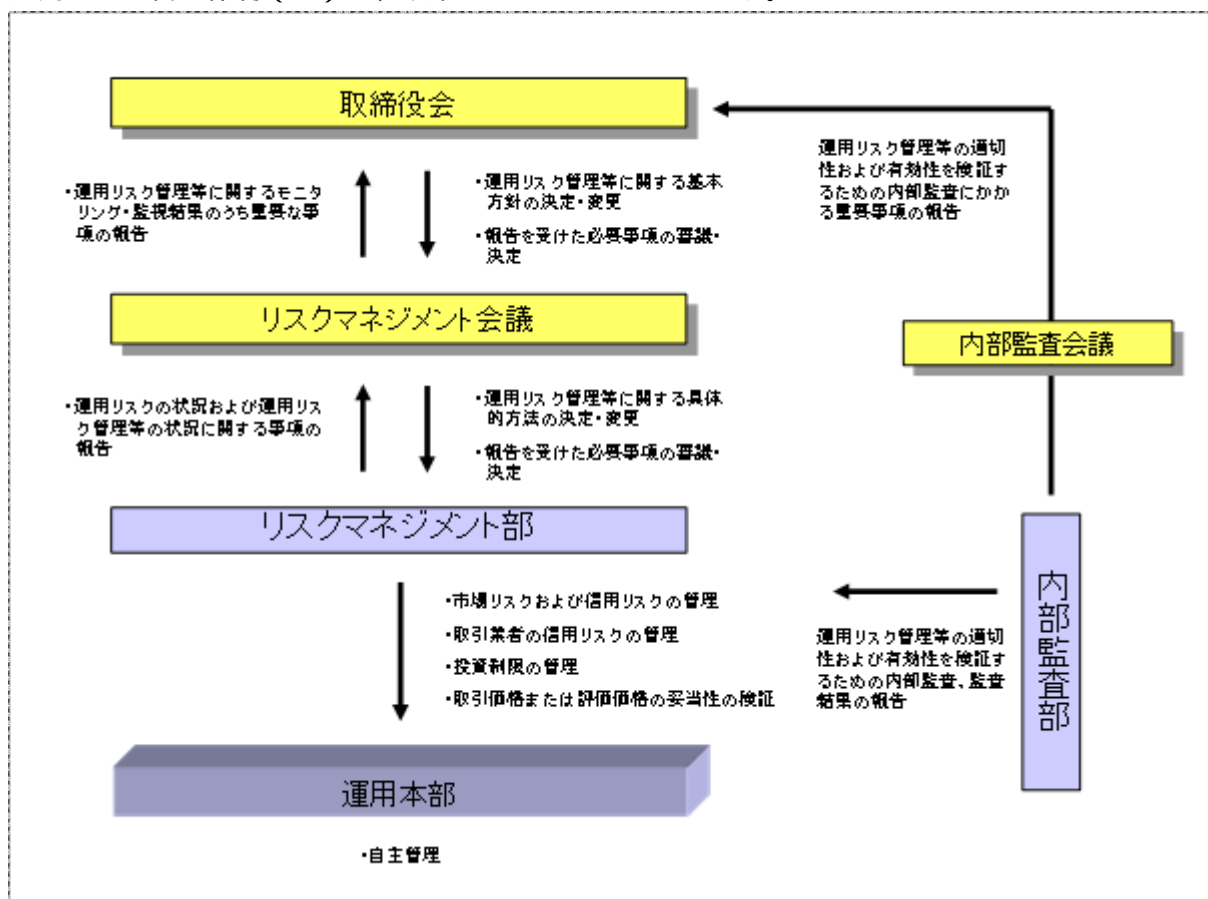 取締役会
・運用リスク管理等に関するモニ
タリング・監視結果のうち重要な事
項の報告
・運用リスク管理等に関する基本
方針の決定・変更
・報告を受けた必要事項の審議・
決定
運用リスク管理等の適切
性および有効性を検証す
るための内部監査にかか
る重要事項の報告
リスクマネジメント会議
内部監査会議
・運用リスクの状況および運用リス
ク管理等の状況に関する事項の
報告
・運用リスク管理等に関する具体
的方法の決定・変更
・報告を受けた必要事項の審議・
決定
リスクマネジメント部
・市場リスクおよび信用リスクの管理
・取引業者の信用リスクの管理
・投資制限の管理
・取引価格または評価価格の妥当性の検証
運用リスク管理等の適切
性および有効性を検証す
るための内部監査、監査
結果の報告
内部監査部
運用本部
・自主管理